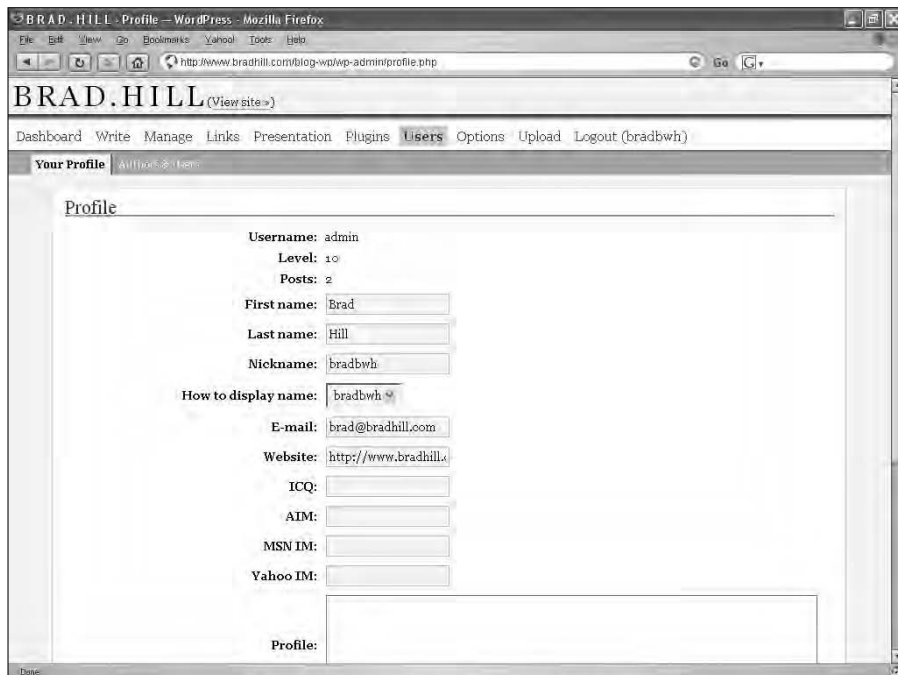 BRAD.HILL - Profile — WordPress - Mozilla Firefox
File Edit View Go Bookmarks Yahoo! Tools Help
http://www.bradhill.com/blog-wp/wp-admin/profile.php Go G
BRAD.HILL (View site »)
Dashboard Write Manage Links Presentation Plugins Users Options Upload Logout (bradbwh)
Your Profile Authors & Users
Profile
Username: admin
Level: 10
Posts: 2
First name: Brad
Last name: Hill
Nickname: bradbwh
How to display name: bradbwh
E-mail: brad@bradhill.com
Website: http://www.bradhill.c
ICQ:
AIM:
MSN IM:
Yahoo IM:
Profile:
Done